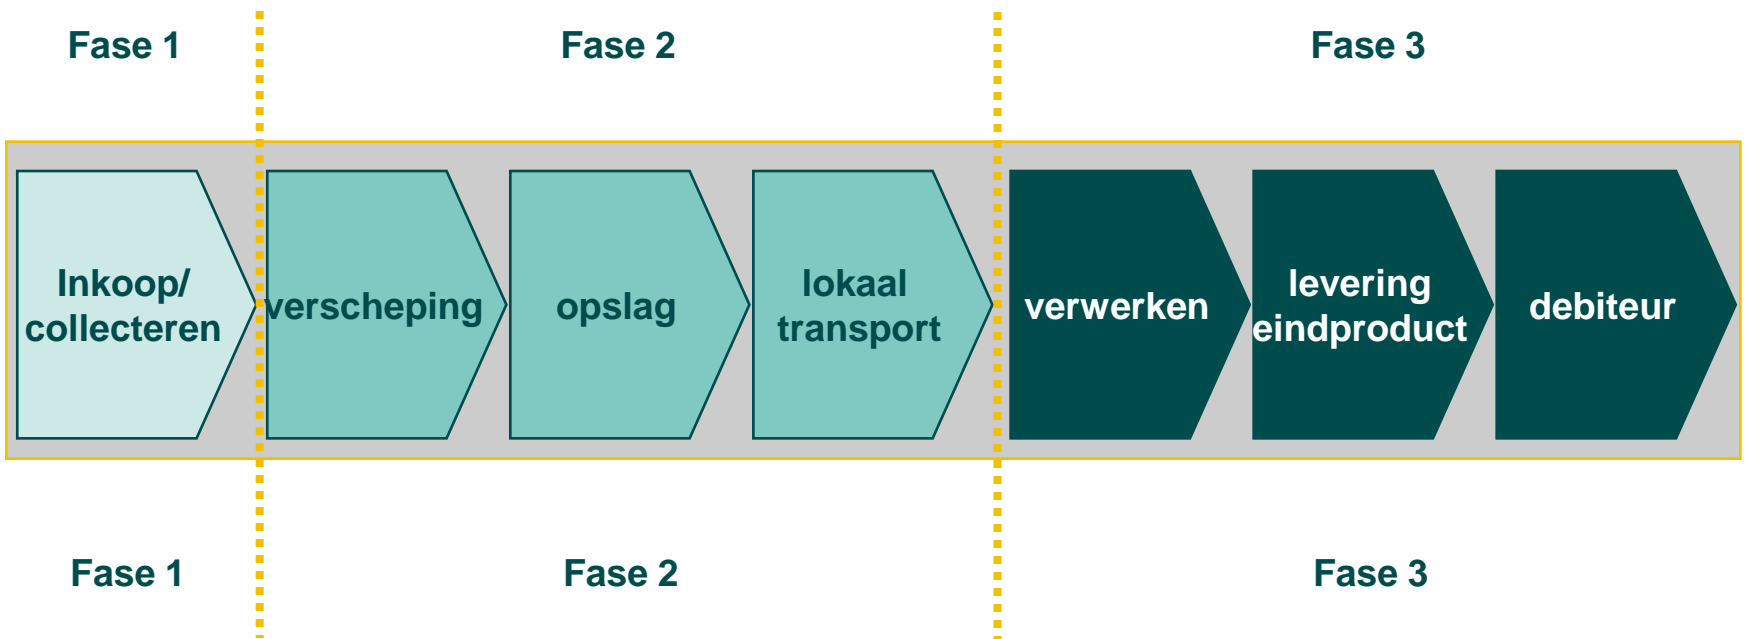 Fase 1
Fase 2
Fase 3
Inkoop/
collecteren
verscheping
opslag
lokaal
transport
verwerken
levering
eindproduct
debiteur
Fase 1
Fase 2
Fase 3